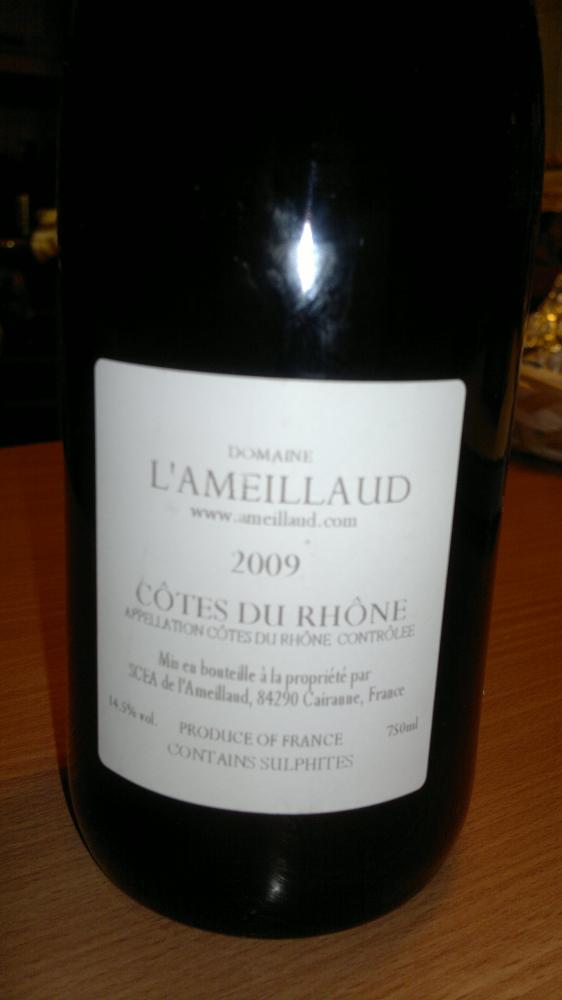 DOMAINE
L'AMEILLAUD
www.ameillaud.com
2009
CÔTES DU RHÔNE
APPELLATION CÔTES DU RHÔNE CONTRÔLEE
Mis en bouteille à la propriété par
SCEA de l'Ameillaud, 84290 Cairanne, France
14.5% vol.
PRODUCE OF FRANCE
750ml
CONTAINS SULPHITES